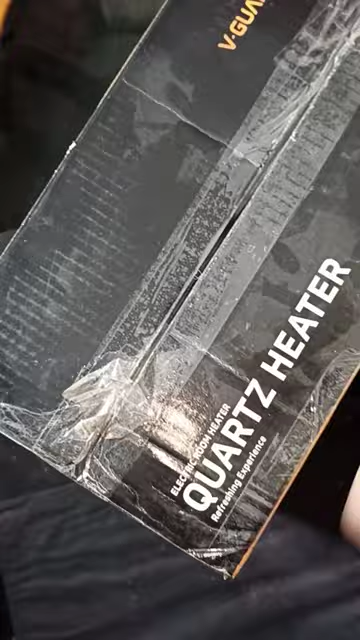 V-GUA
ELECTRIC ROOM HEATER
QUARTZ HEATER
Refreshing Experience